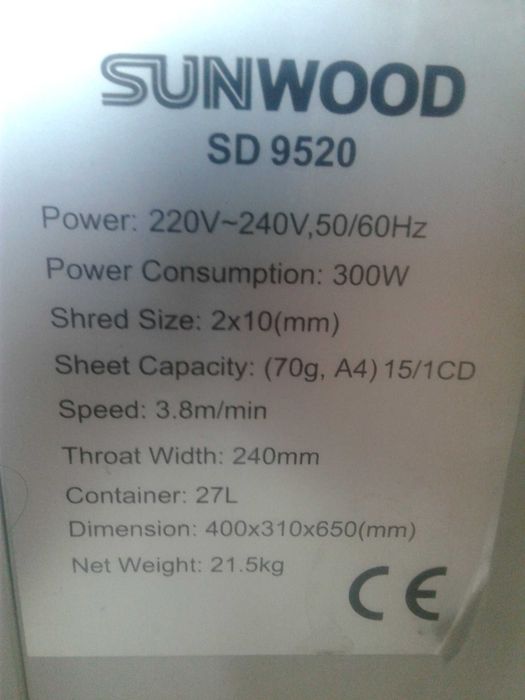 SUNWOOD
SD 9520
Power: 220V~240V,50/60Hz
Power Consumption: 300W
Shred Size: 2x10(mm)
Sheet Capacity: (70g, A4) 15/1CD
Speed: 3.8m/min
Throat Width: 240mm
Container: 27L
Dimension: 400x310x650(mm)
Net Weight: 21.5kg
CE